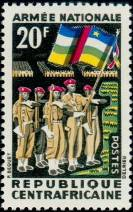 ARMÉE NATIONALE
20F
POSTES
REPUBLIQUE
CENTRAFRICAINE